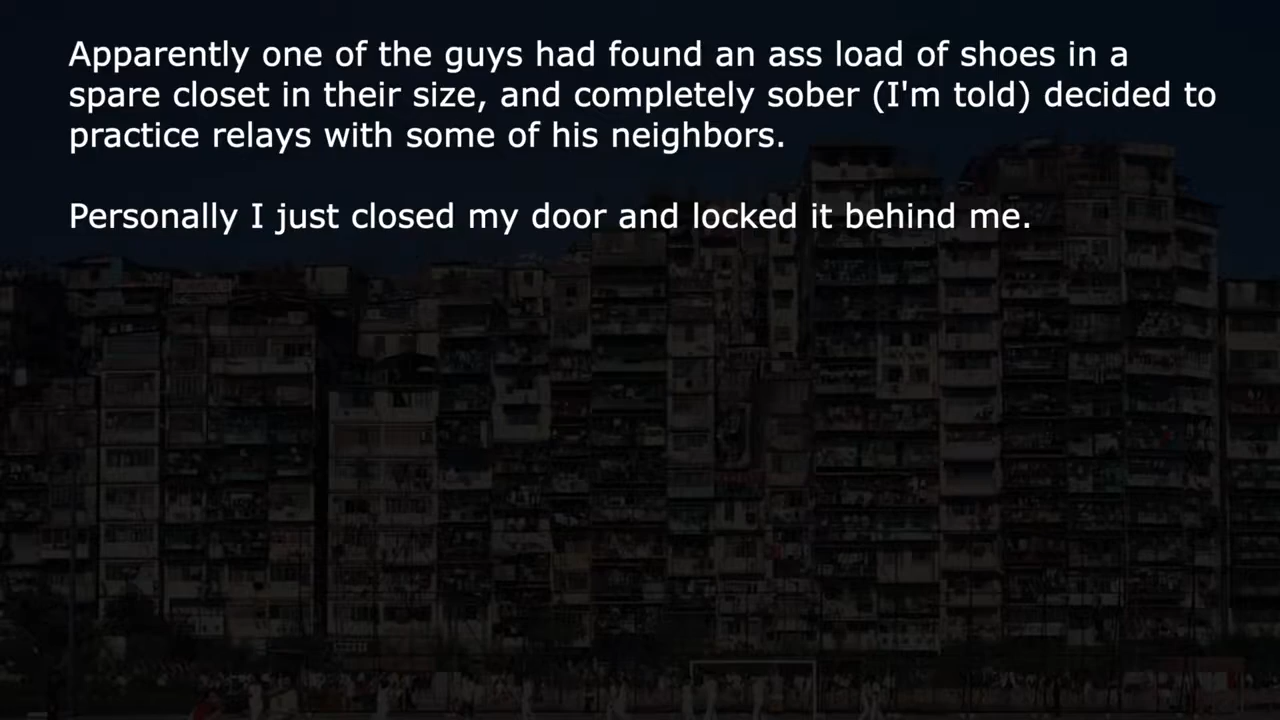 Apparently one of the guys had found an ass load of shoes in a
spare closet in their size, and completely sober (I'm told) decided to
practice relays with some of his neighbors.
Personally I just closed my door and locked it behind me.